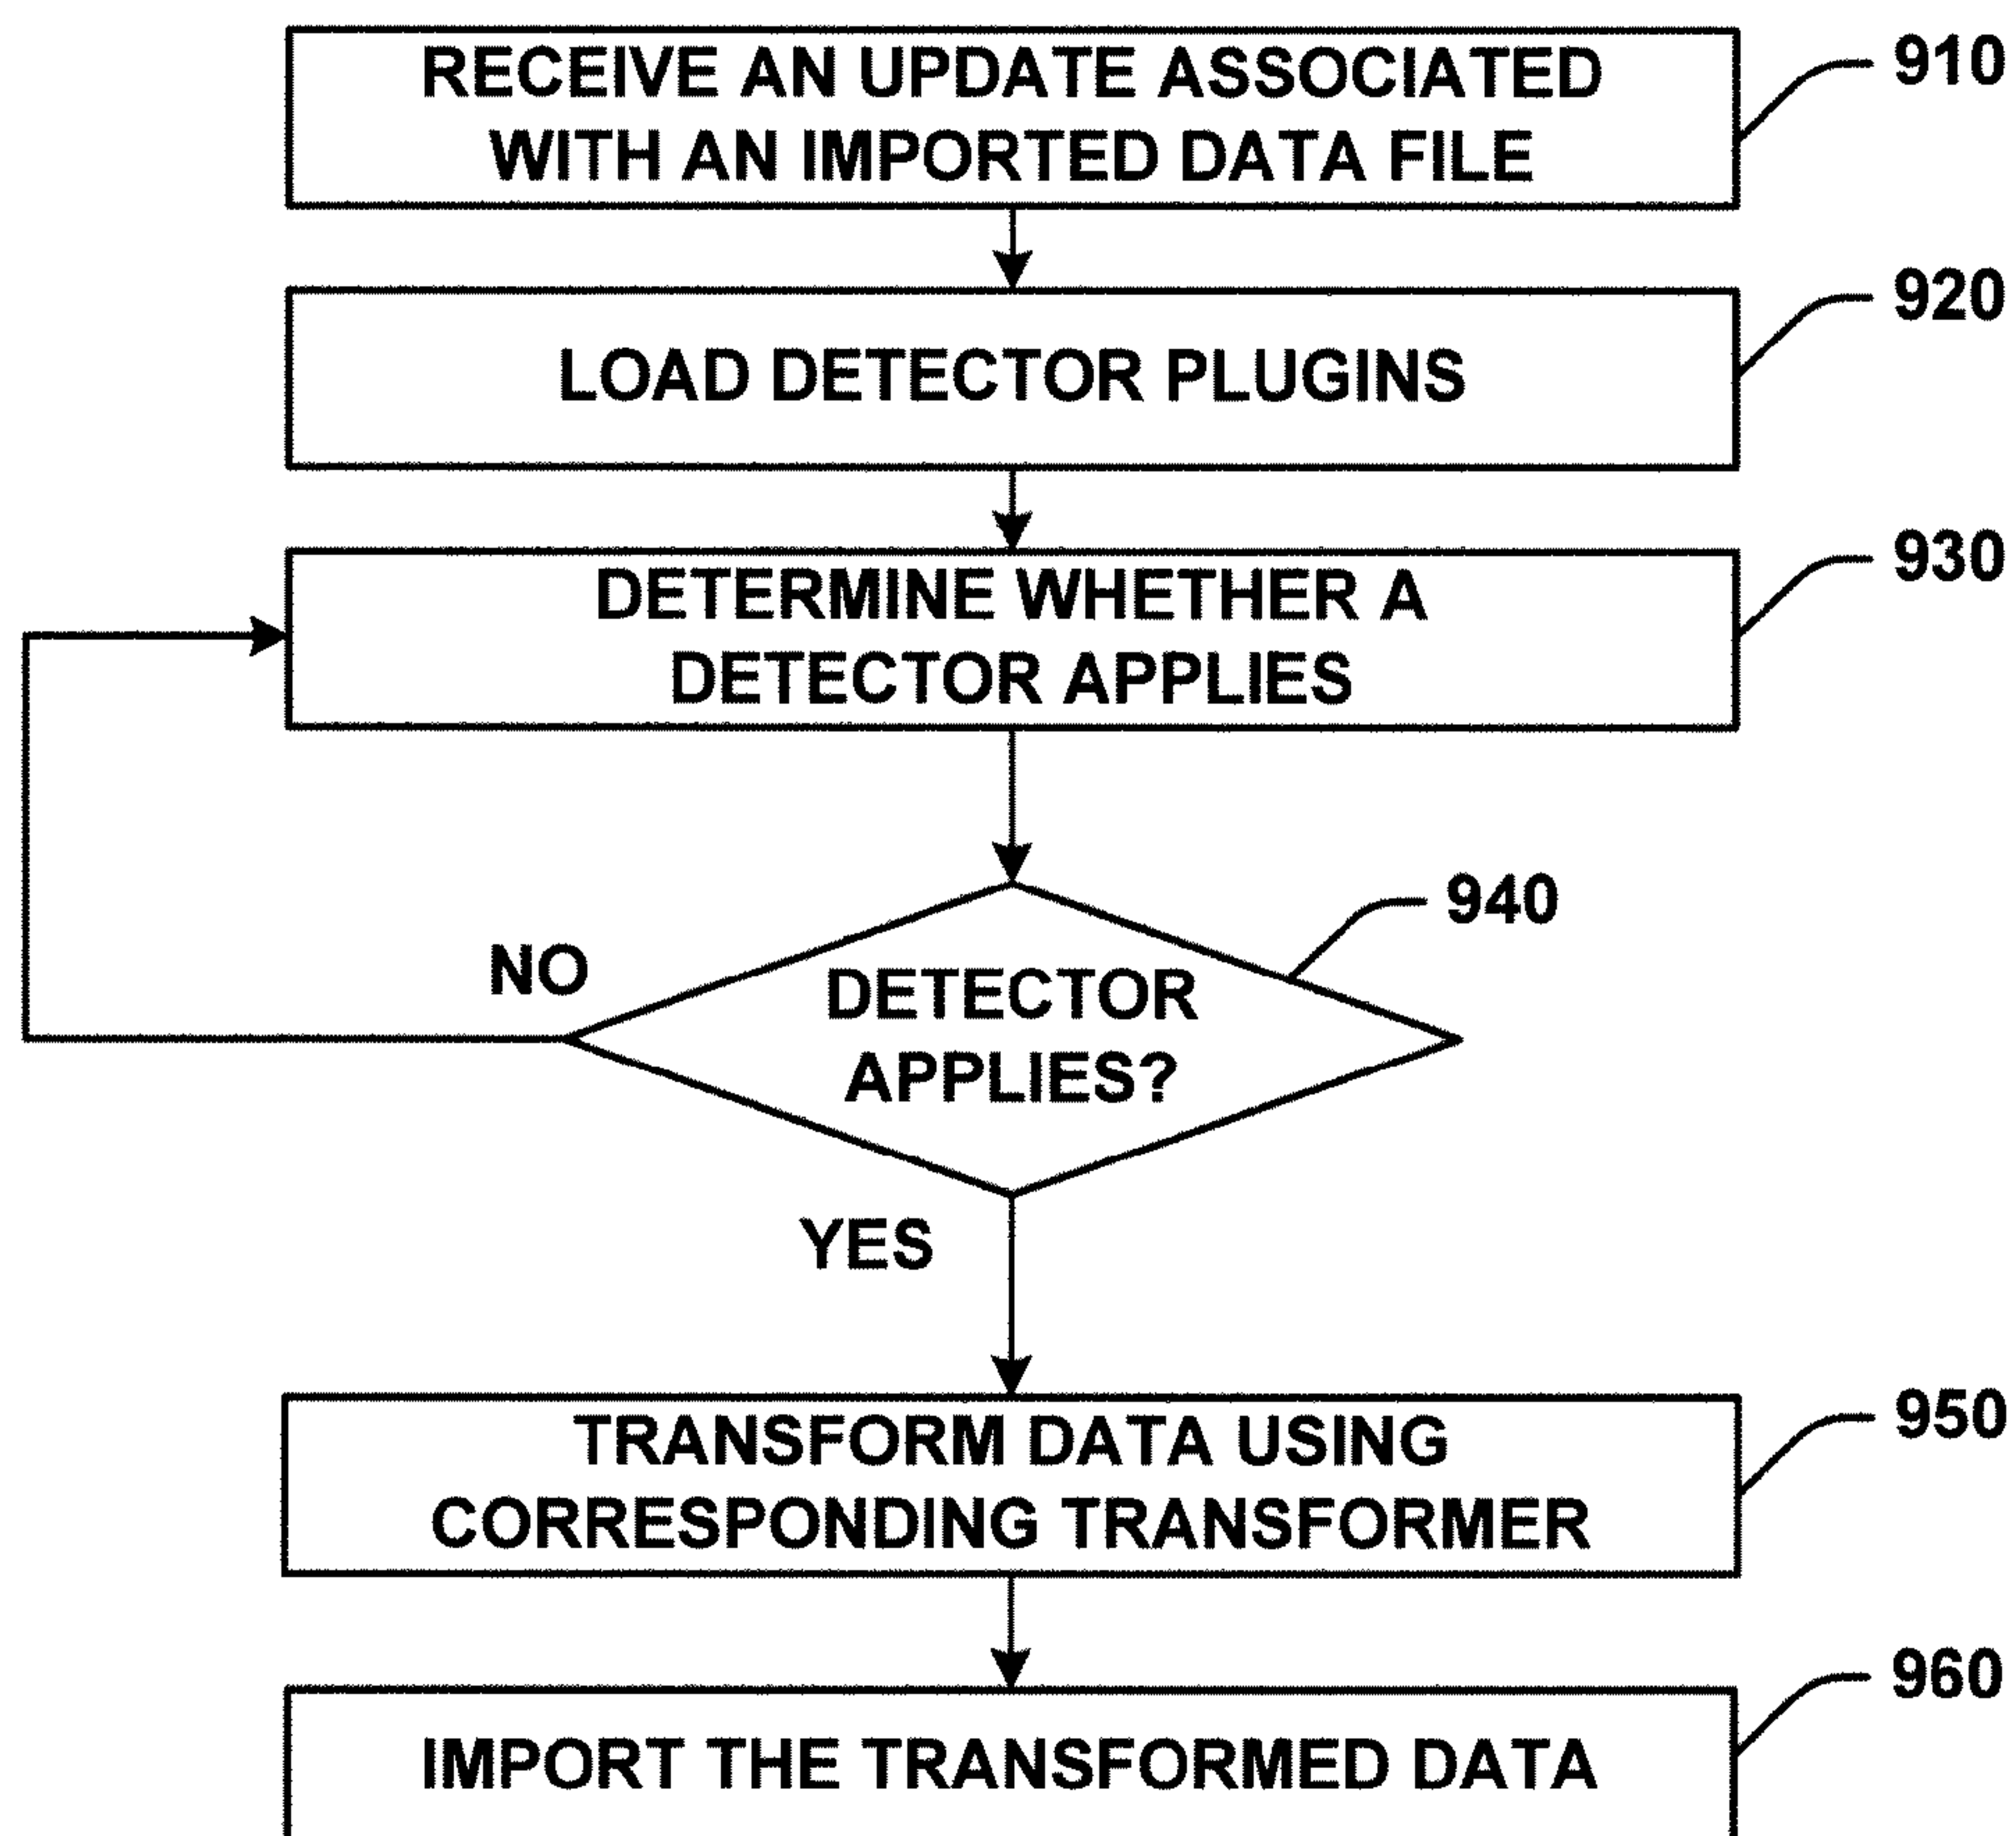 RECEIVE AN UPDATE ASSOCIATED
WITH AN IMPORTED DATA FILE
910
LOAD DETECTOR PLUGINS
920
DETERMINE WHETHER A
DETECTOR APPLIES
930
940
NO
DETECTOR
APPLIES?
YES
TRANSFORM DATA USING
CORRESPONDING TRANSFORMER
950
IMPORT THE TRANSFORMED DATA
960